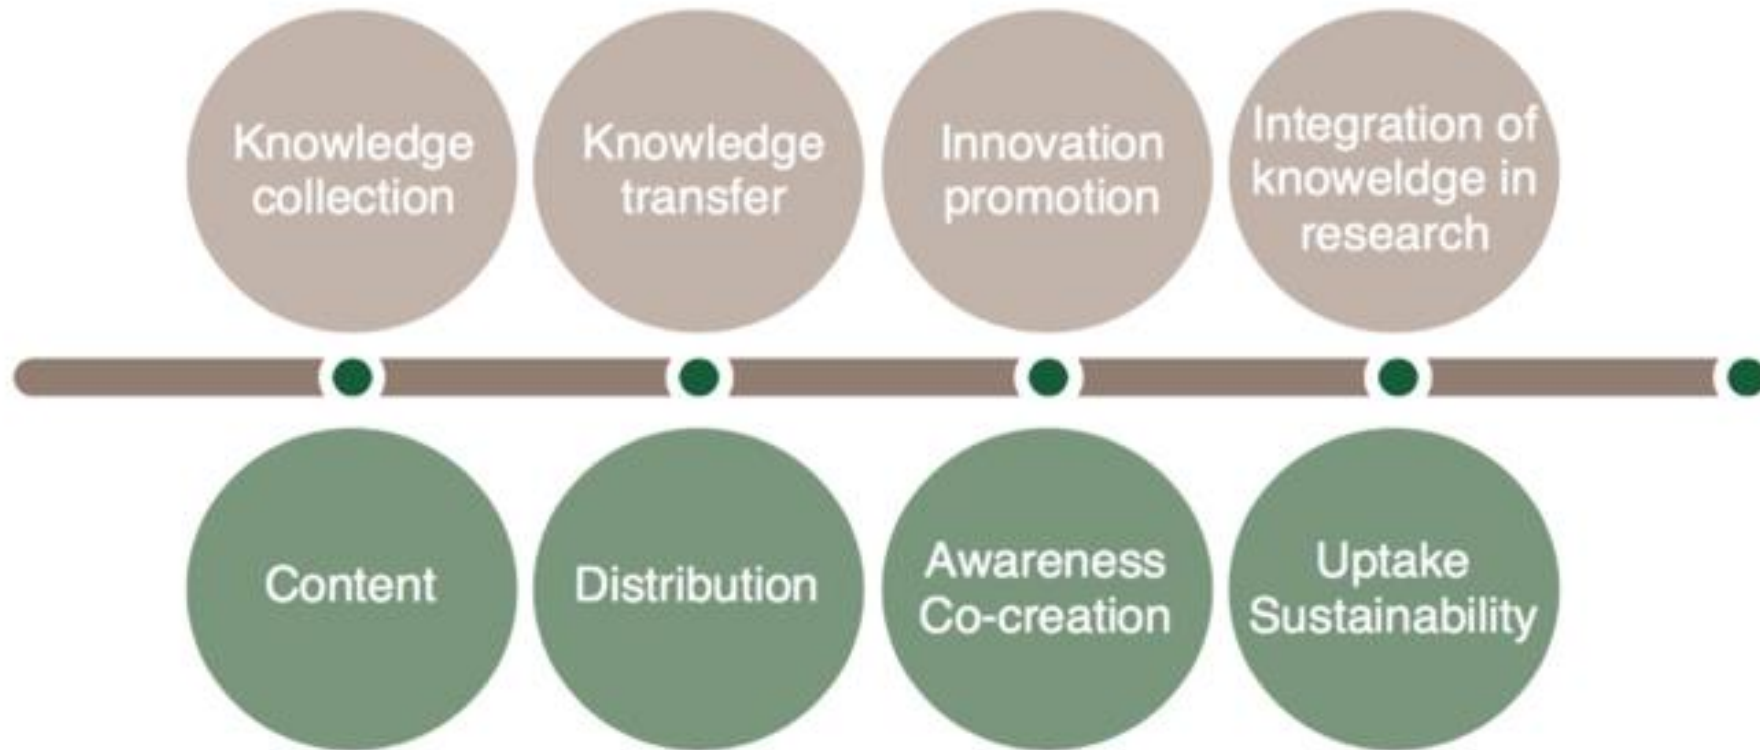 Knowledge
collection
Knowledge
transfer
Innovation
promotion
Integration of
knoweldge in
research
Content
Distribution
Awareness
Co-creation
Uptake
Sustainability